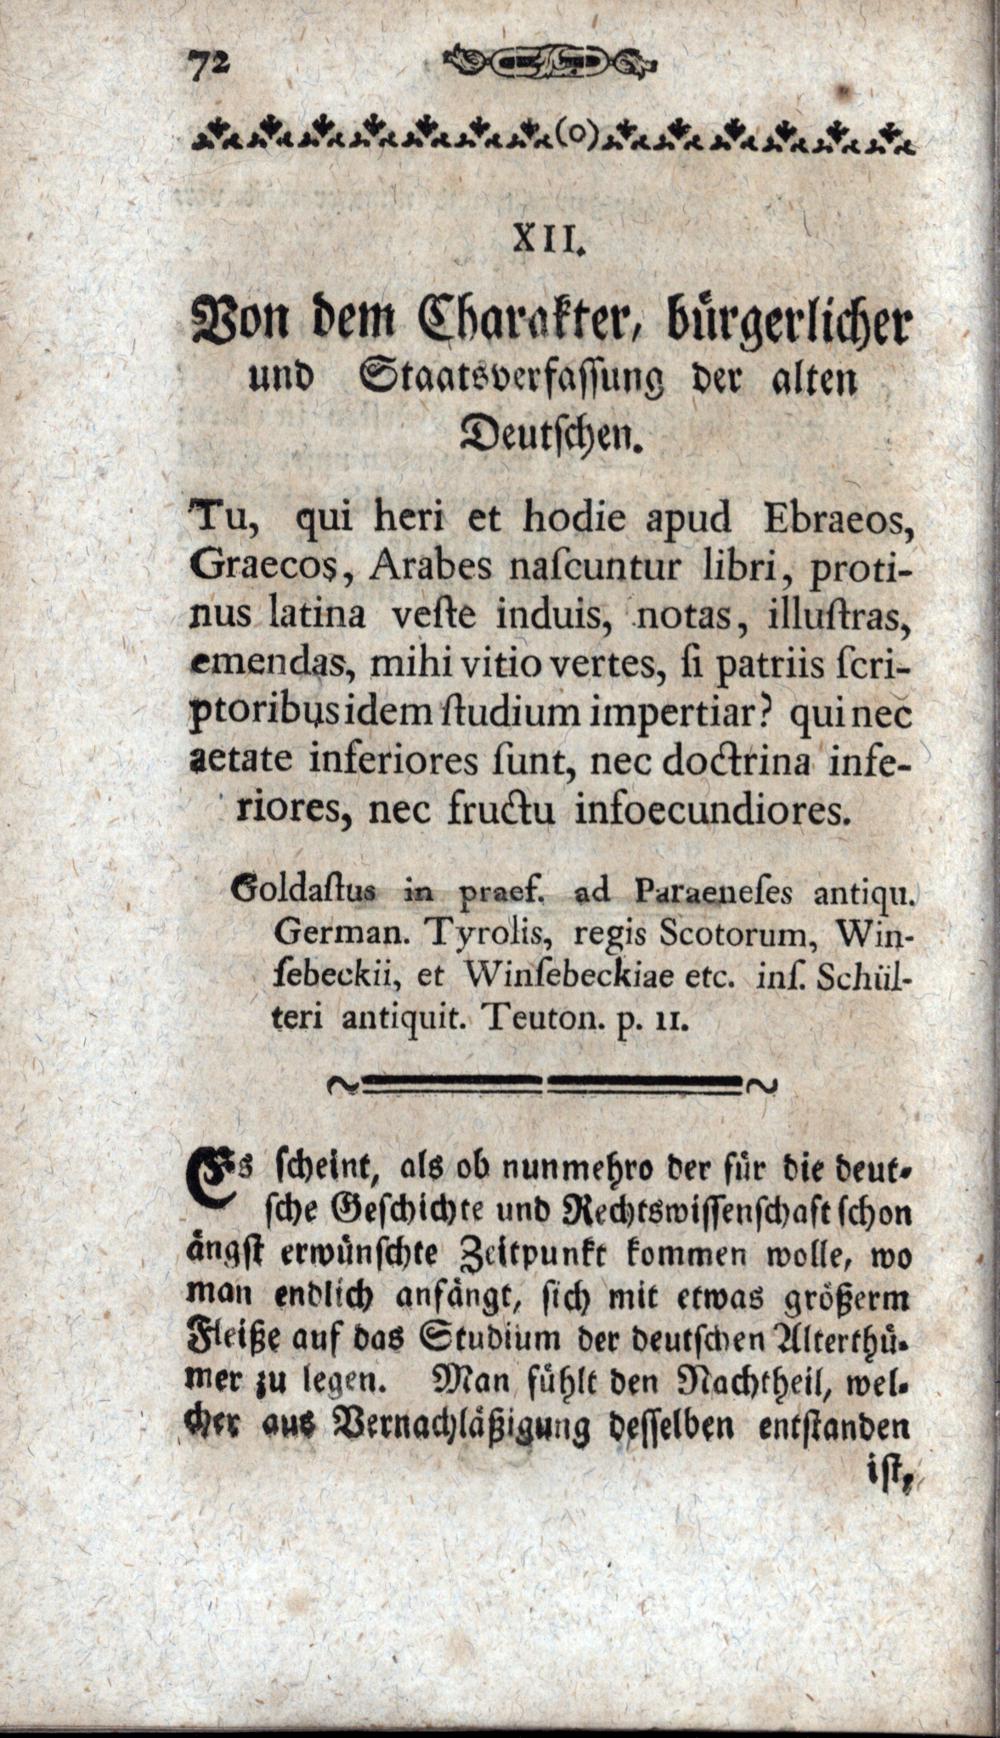 72
(o)
XII.
Von dem Charakter, bürgerlicher
und Staatsverfaſſung der alten
Deutſchen.
Tu, qui heri et hodie apud Ebraeos,
Graecos, Arabes naſcuntur libri, proti-
nus latina veſte induis, notas, illuſtras,
emendas, mihi vitio vertes, ſi patriis ſcri-
ptoribus idem ſtudium impertiar? qui nec
aetate inferiores ſunt, nec doctrina infe-
riores, nec fructu infoecundiores.
Goldaſtus in praef. ad Paraeneſes antiqu.
German. Tyrolis, regis Scotorum, Win-
ſebeckii, et Winſebeckiae etc. inſ. Schül-
teri antiquit. Teuton. p. 11.
Es ſcheint, als ob nunmehro der für die deut-
ſche Geſchichte und Rechtswiſſenſchaft ſchon
ängſt erwünſchte Zeitpunkt kommen wolle, wo
man endlich anfängt, ſich mit etwas größerm
Fleiße auf das Studium der deutſchen Alterthü-
mer zu legen. Man fühlt den Nachtheil, wel-
cher aus Vernachläßigung deſſelben entſtanden
iſt,